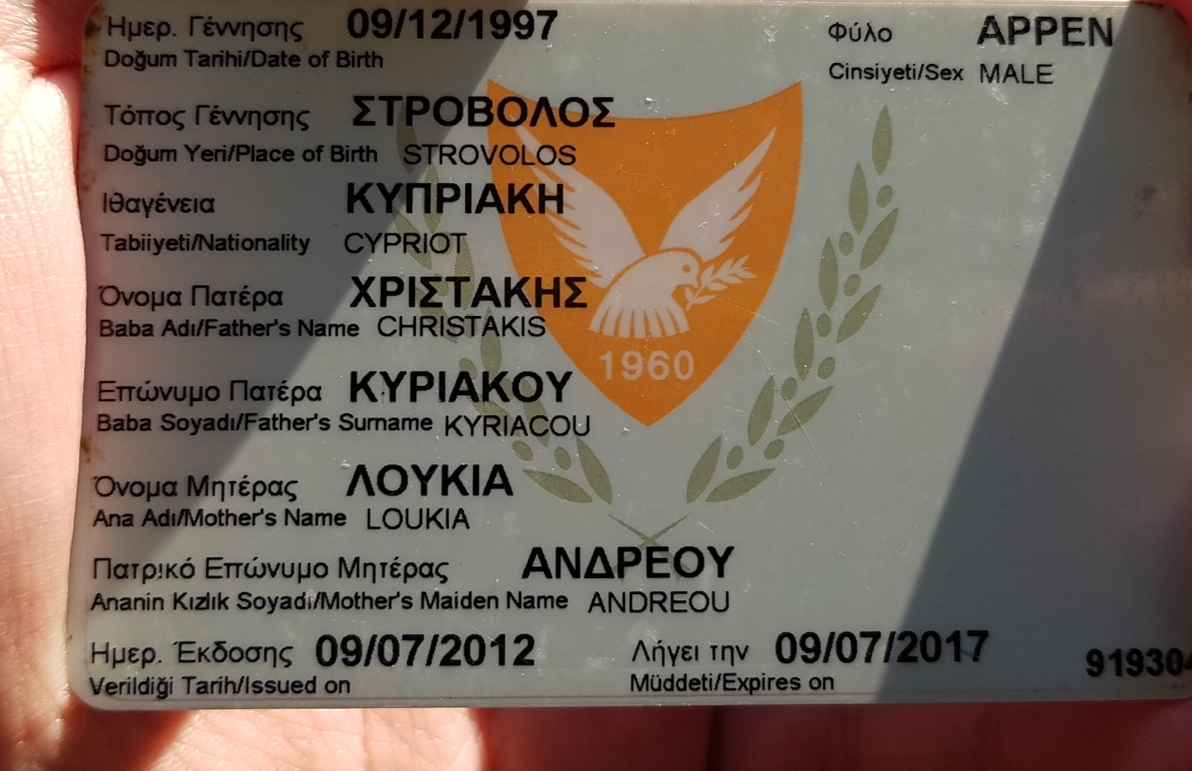 Ημερ. Γέννησης 09/12/1997 Φύλο ΑΡΡΕΝ
Doğum Tarihi/Date of Birth Cinsiyeti/Sex MALE
Τόπος Γέννησης ΣΤΡΟΒΟΛΟΣ
Doğum Yeri/Place of Birth STROVOLOS
Ιθαγένεια ΚΥΠΡΙΑΚΗ
Tabiiyeti/Nationality CYPRIOT
Όνομα Πατέρα ΧΡΙΣΤΑΚΗΣ
Baba Adı/Father's Name CHRISTAKIS
1960
Επώνυμο Πατέρα ΚΥΡΙΑΚΟΥ
Baba Soyadı/Father's Surname KYRIACOU
Όνομα Μητέρας ΛΟΥΚΙΑ
Ana Adı/Mother's Name LOUKIA
Πατρικό Επώνυμο Μητέρας ΑΝΔΡΕΟΥ
Ananin Kızlık Soyadı/Mother's Maiden Name ANDREOU
Ημερ. Έκδοσης 09/07/2012 Λήγει την 09/07/2017
Verildiği Tarih/Issued on Müddeti/Expires on